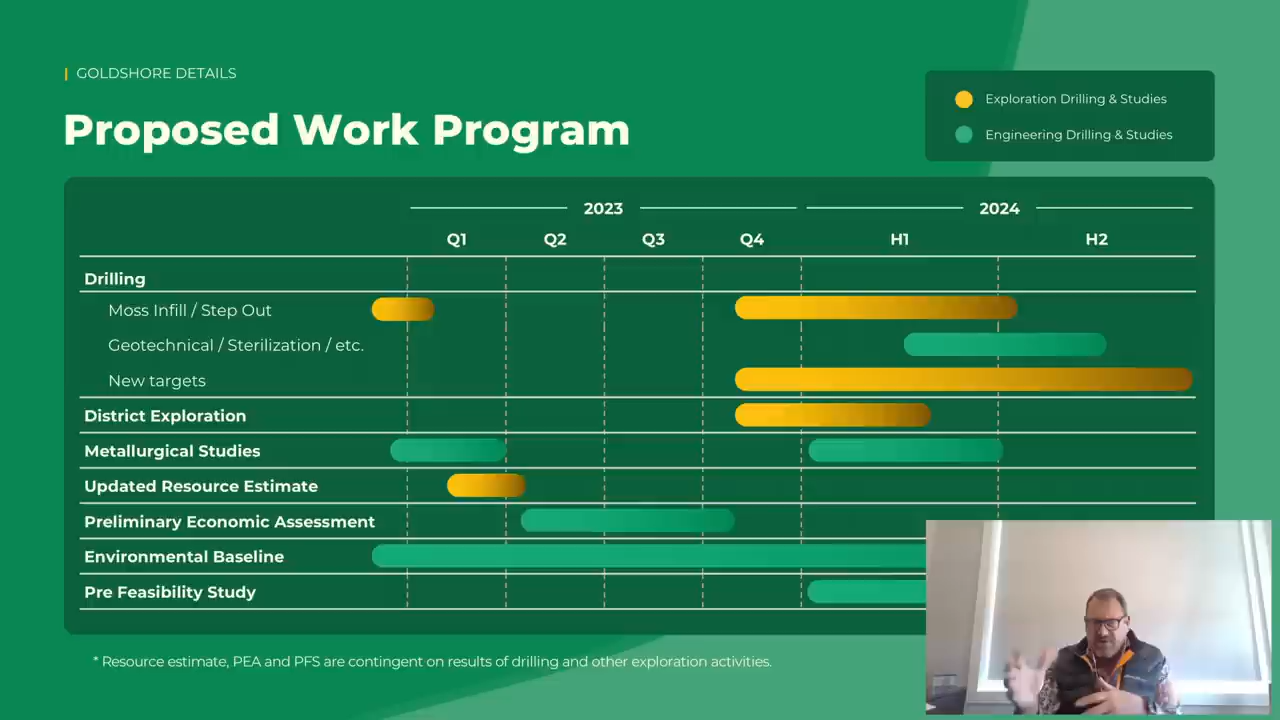 GOLDSHORE DETAILS
Proposed Work Program
Exploration Drilling & Studies
Engineering Drilling & Studies
2023 2024
Q1 Q2 Q3 Q4 H1 H2
Drilling
Moss Infill / Step Out
Geotechnical / Sterilization / etc.
New targets
District Exploration
Metallurgical Studies
Updated Resource Estimate
Preliminary Economic Assessment
Environmental Baseline
Pre Feasibility Study
* Resource estimate, PEA and PFS are contingent on results of drilling and other exploration activities.